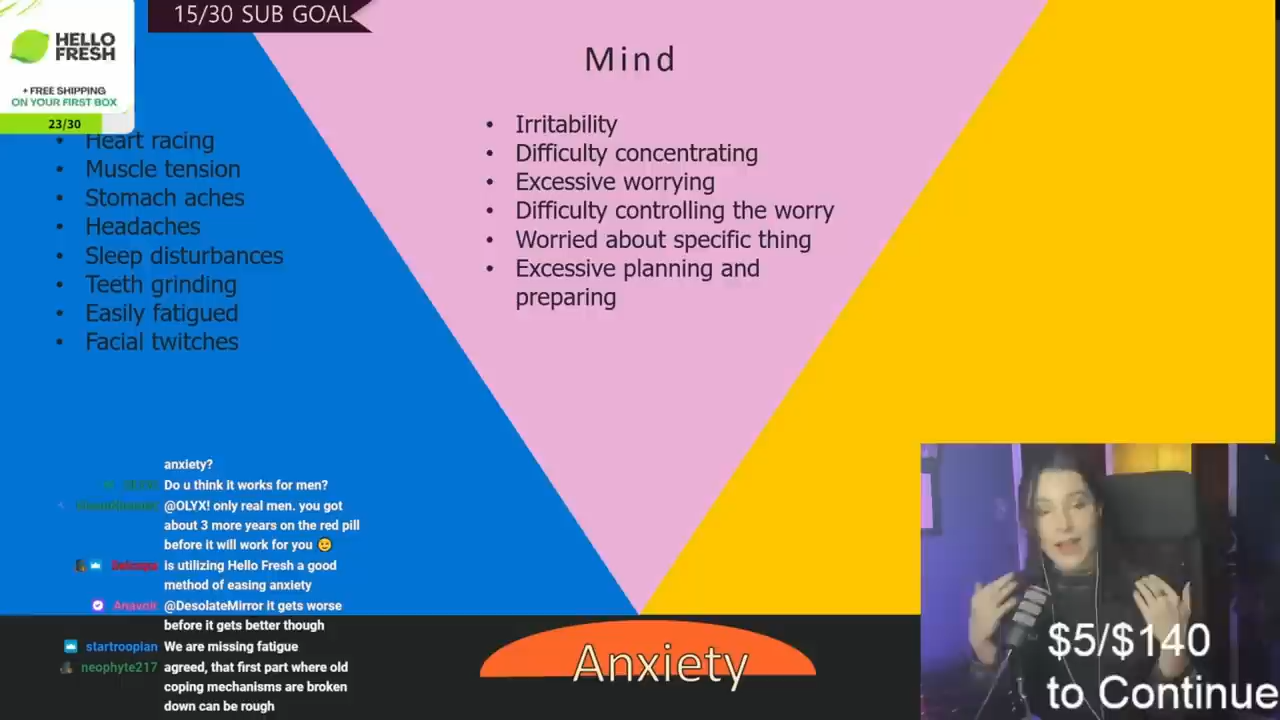 15/30 SUB GOAL
HELLO
FRESH
+ FREE SHIPPING
ON YOUR FIRST BOX
23/30
Heart racing
Muscle tension
Stomach aches
Headaches
Sleep disturbances
Teeth grinding
Easily fatigued
Facial twitches
Mind
Irritability
Difficulty concentrating
Excessive worrying
Difficulty controlling the worry
Worried about specific thing
Excessive planning and
preparing
anxiety?
Do u think it works for men?
@OLYX! only real men. you got
about 3 more years on the red pill
before it will work for you 😉
is utilizing Hello Fresh a good
method of easing anxiety
@DesolateMirror it gets worse
before it gets better though
startroopian We are missing fatigue
neophyte217 agreed, that first part where old
coping mechanisms are broken
down can be rough
Anxiety
$5/$140
to Continue